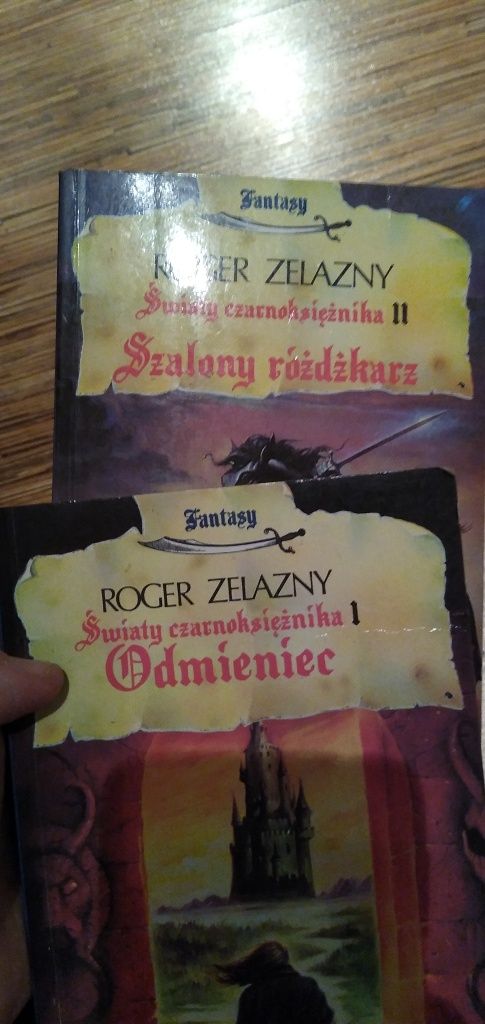 Fantasy
ROGER ZELAZNY
Światy czarnoksiężnika II
Szalony różdżkarz
Fantasy
ROGER ZELAZNY
Światy czarnoksiężnika I
Odmieniec